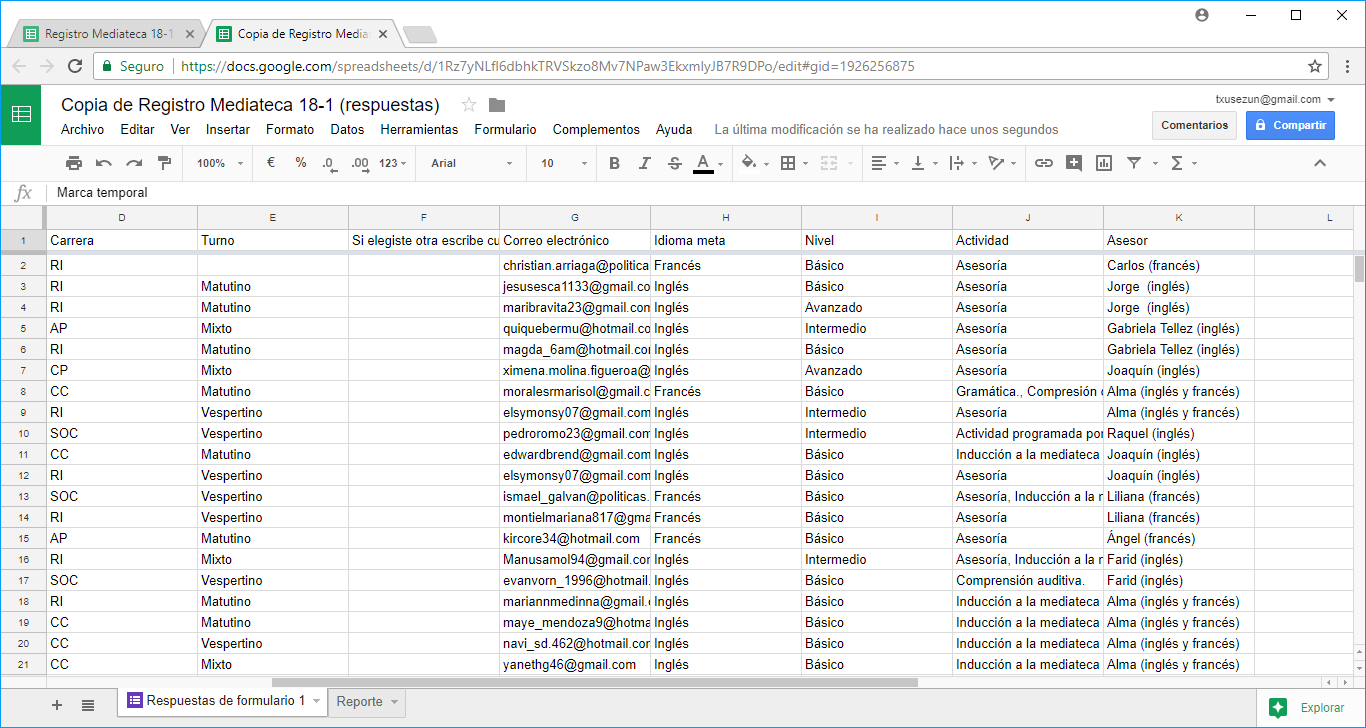 Registro Mediateca 18-1
Copia de Registro Media
Seguro https://docs.google.com/spreadsheets/d/1Rz7yNLfl6dbhkTRVSkzo8Mv7NPaw3EkxmlyJB7R9DPo/edit#gid=1926256875
Copia de Registro Mediateca 18-1 (respuestas)
txusezun@gmail.com
Archivo Editar Ver Insertar Formato Datos Herramientas Formulario Complementos Ayuda La última modificación se ha realizado hace unos segundos
Comentarios Compartir
100% € % .0 .00 123 Arial 10 B I S A Σ
fx Marca temporal
D E F G H I J K L
1 Carrera Turno Si elegiste otra escribe cu Correo electrónico Idioma meta Nivel Actividad Asesor
2 RI christian.arriaga@politica Francés Básico Asesoría Carlos (francés)
3 RI Matutino jesusesca1133@gmail.co Inglés Básico Asesoría Jorge (inglés)
4 RI Matutino maribravita23@gmail.com Inglés Avanzado Asesoría Jorge (inglés)
5 AP Mixto quiquebermu@hotmail.co Inglés Intermedio Asesoría Gabriela Tellez (inglés)
6 RI Matutino magda_6am@hotmail.com Inglés Básico Asesoría Gabriela Tellez (inglés)
7 CP Mixto ximena.molina.figueroa@ Inglés Avanzado Asesoría Joaquín (inglés)
8 CC Matutino moralesrmarisol@gmail.c Francés Básico Gramática., Compresión Alma (inglés y francés)
9 RI Vespertino elsymonsy07@gmail.com Inglés Intermedio Asesoría Alma (inglés y francés)
10 SOC Vespertino pedroromo23@gmail.com Inglés Intermedio Actividad programada por Raquel (inglés)
11 CC Matutino edwardbrend@gmail.com Inglés Básico Inducción a la mediateca Joaquín (inglés)
12 RI Vespertino elsymonsy07@gmail.com Inglés Básico Asesoría Joaquín (inglés)
13 SOC Vespertino ismael_galvan@politicas. Francés Básico Asesoría, Inducción a la Liliana (francés)
14 RI Vespertino montielmariana817@gma Francés Básico Asesoría Liliana (francés)
15 AP Matutino kircore34@hotmail.com Francés Básico Asesoría Ángel (francés)
16 RI Mixto Manusamol94@gmail.com Inglés Intermedio Asesoría, Inducción a la Farid (inglés)
17 SOC Vespertino evanvorn_1996@hotmail. Inglés Básico Comprensión auditiva. Farid (inglés)
18 RI Matutino mariannmedinna@gmail. Inglés Básico Inducción a la mediateca Alma (inglés y francés)
19 CC Matutino maye_mendoza9@hotma Inglés Básico Inducción a la mediateca Alma (inglés y francés)
20 CC Vespertino navi_sd.462@hotmail.com Inglés Básico Inducción a la mediateca Alma (inglés y francés)
21 CC Mixto yanethg46@gmail.com Inglés Básico Inducción a la mediateca Alma (inglés y francés)
Respuestas de formulario 1 Reporte Explorar